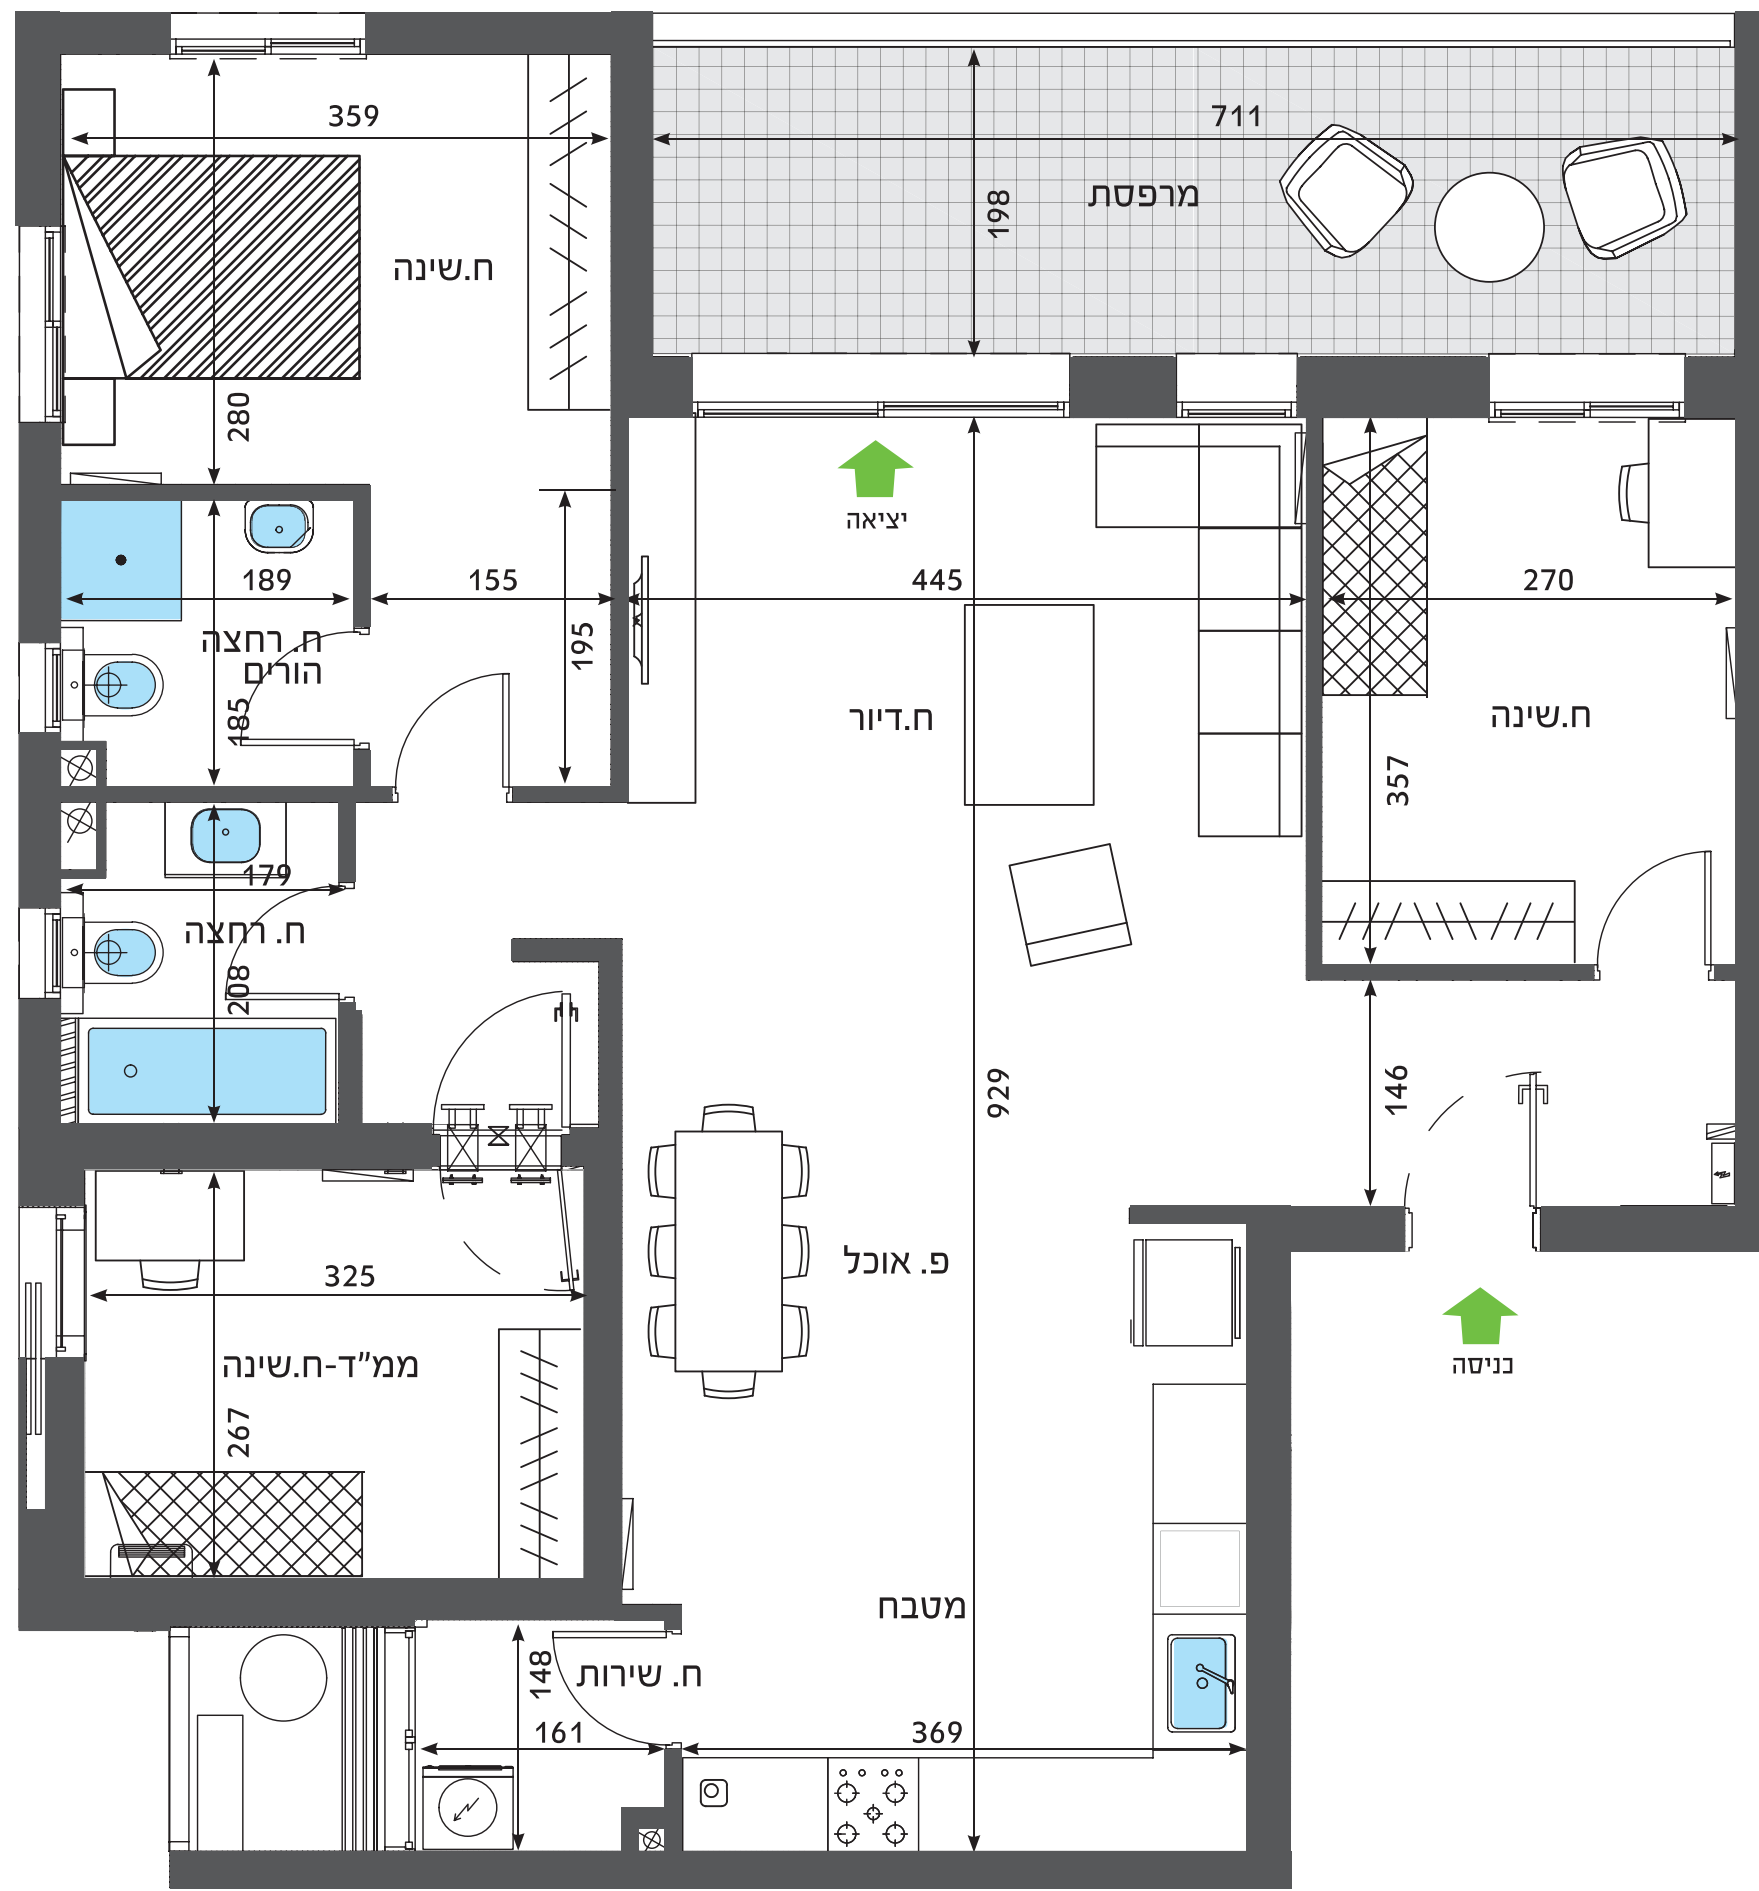 359
711
198
מרפסת
ח.שינה
280
יציאה
189
155
445
270
ח. רחצה
הורים
195
185
ח.דיור
ח.שינה
357
179
ח. רחצה
208
929
146
פ. אוכל
325
ממ"ד-ח.שינה
כניסה
267
מטבח
148
ח. שירות
161
369